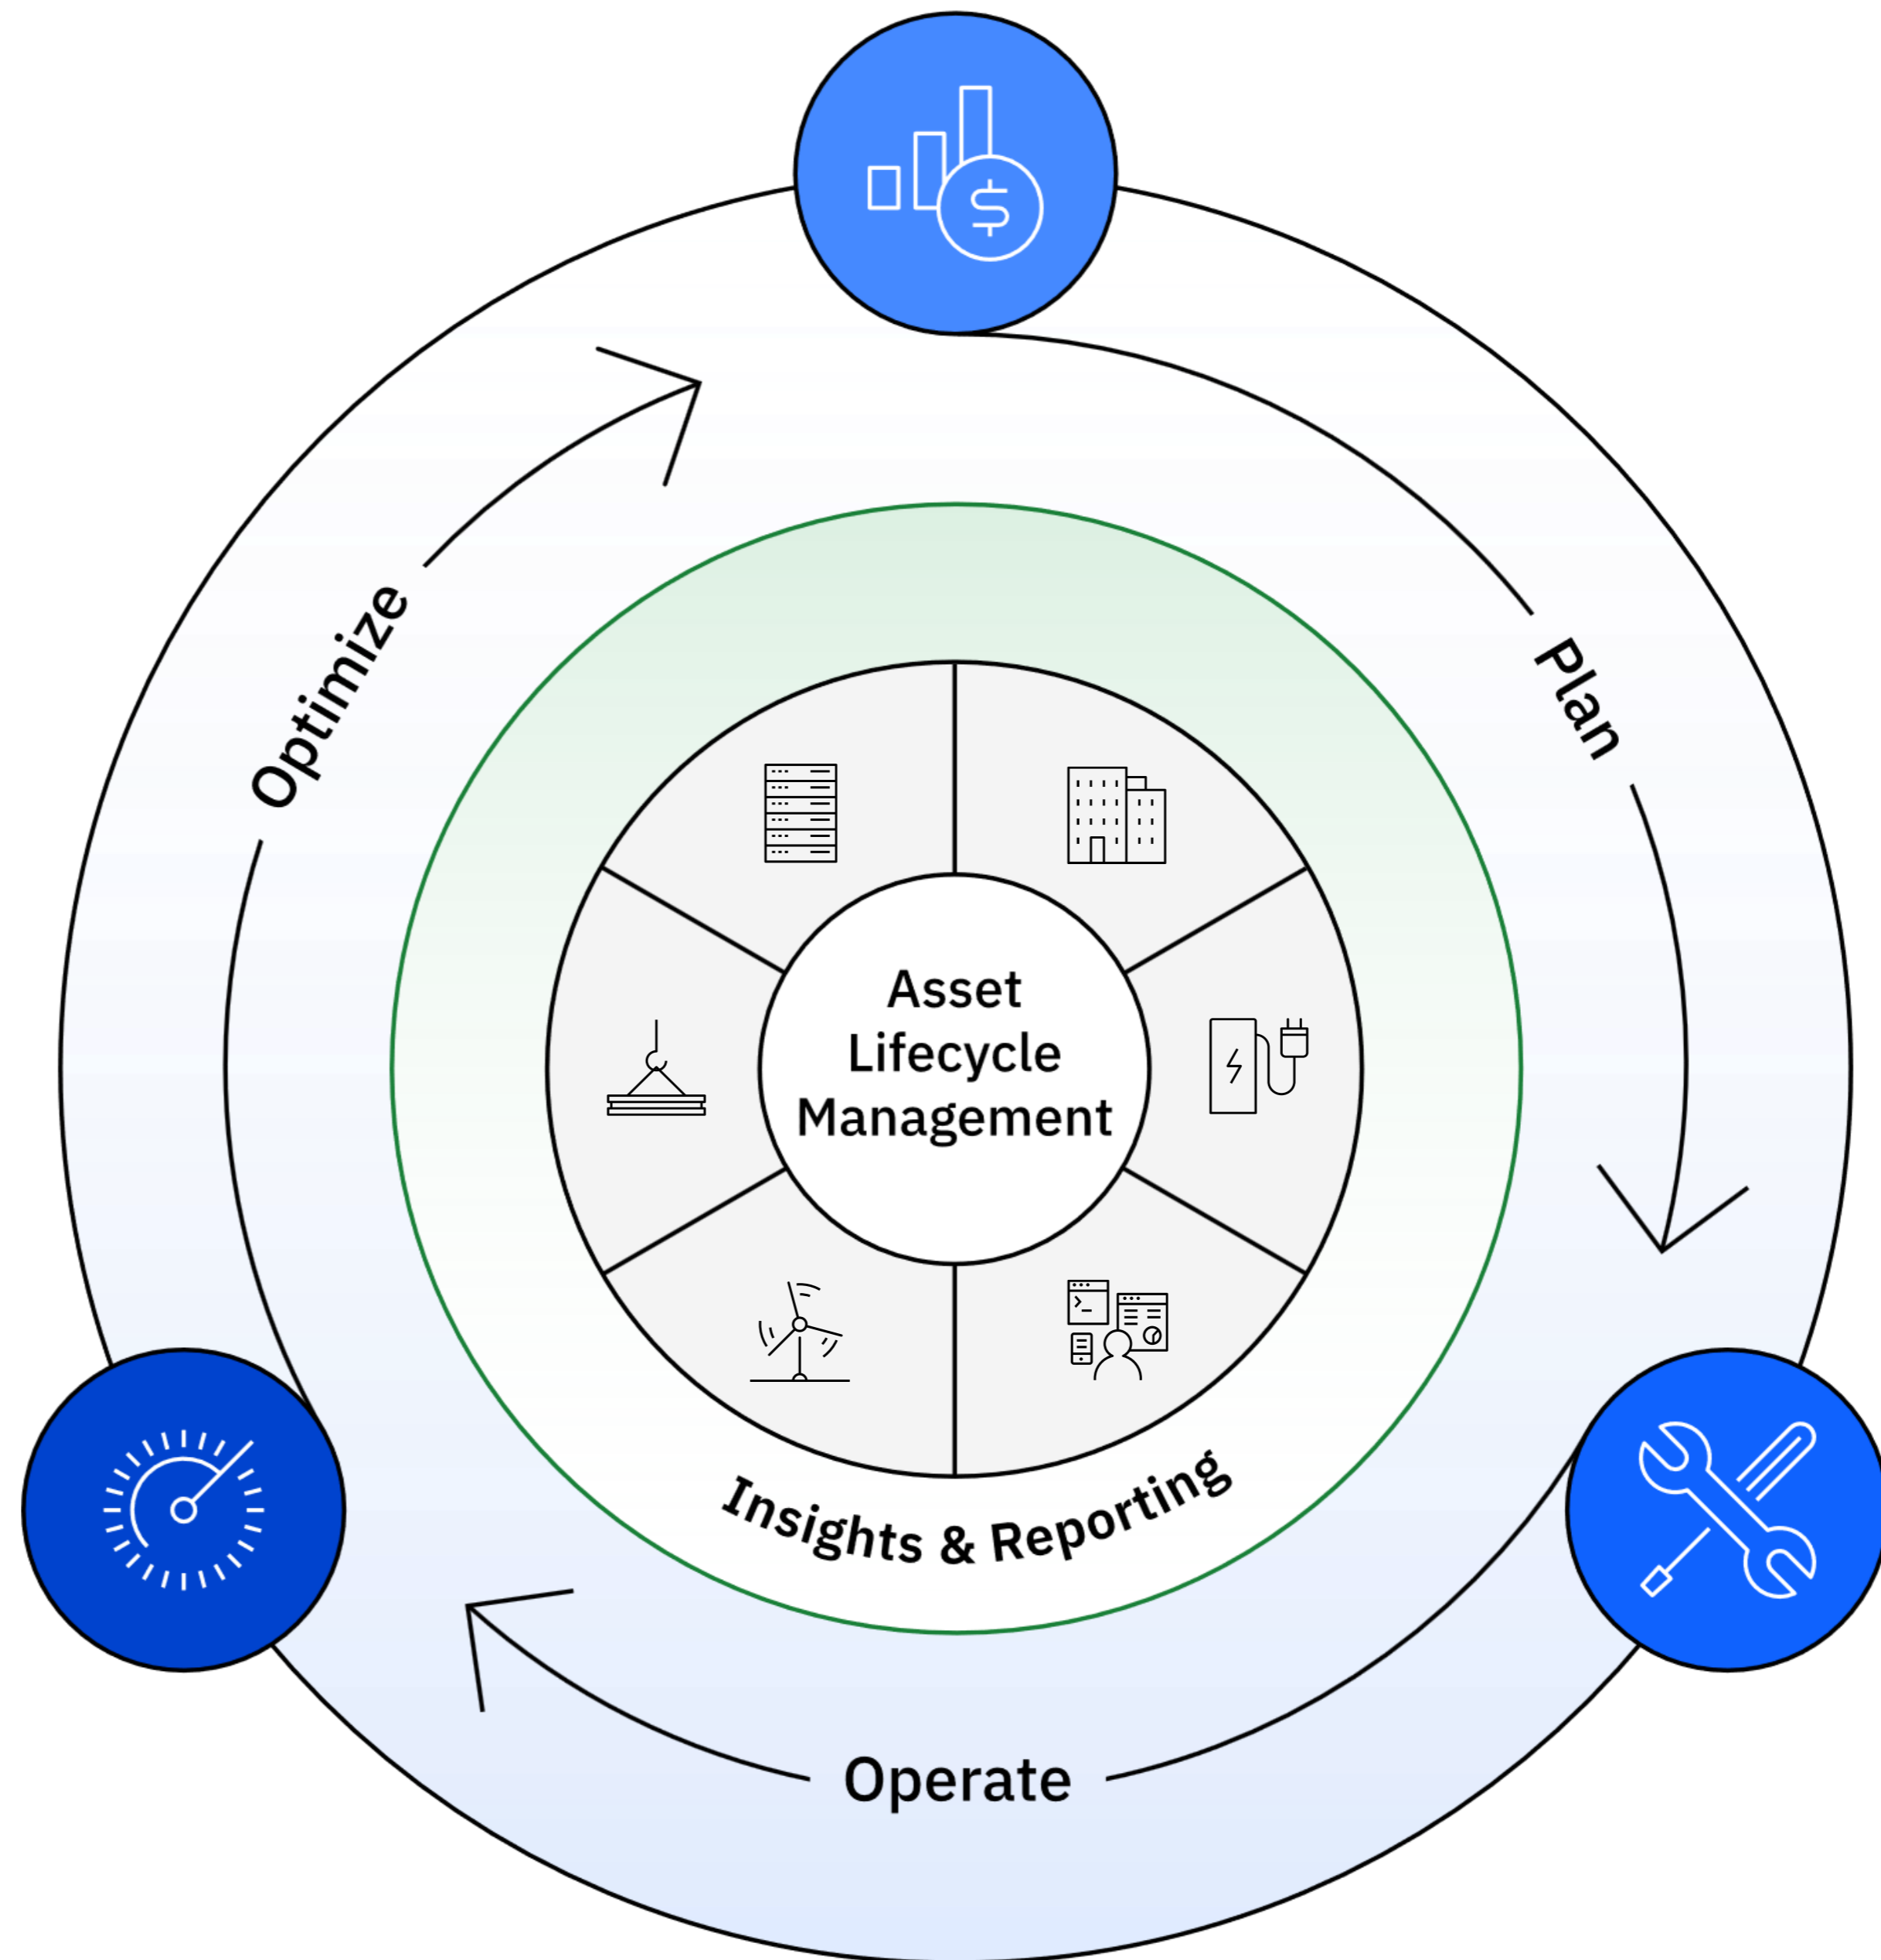 Optimize
Plan
Asset
Lifecycle
Management
Insights & Reporting
Operate